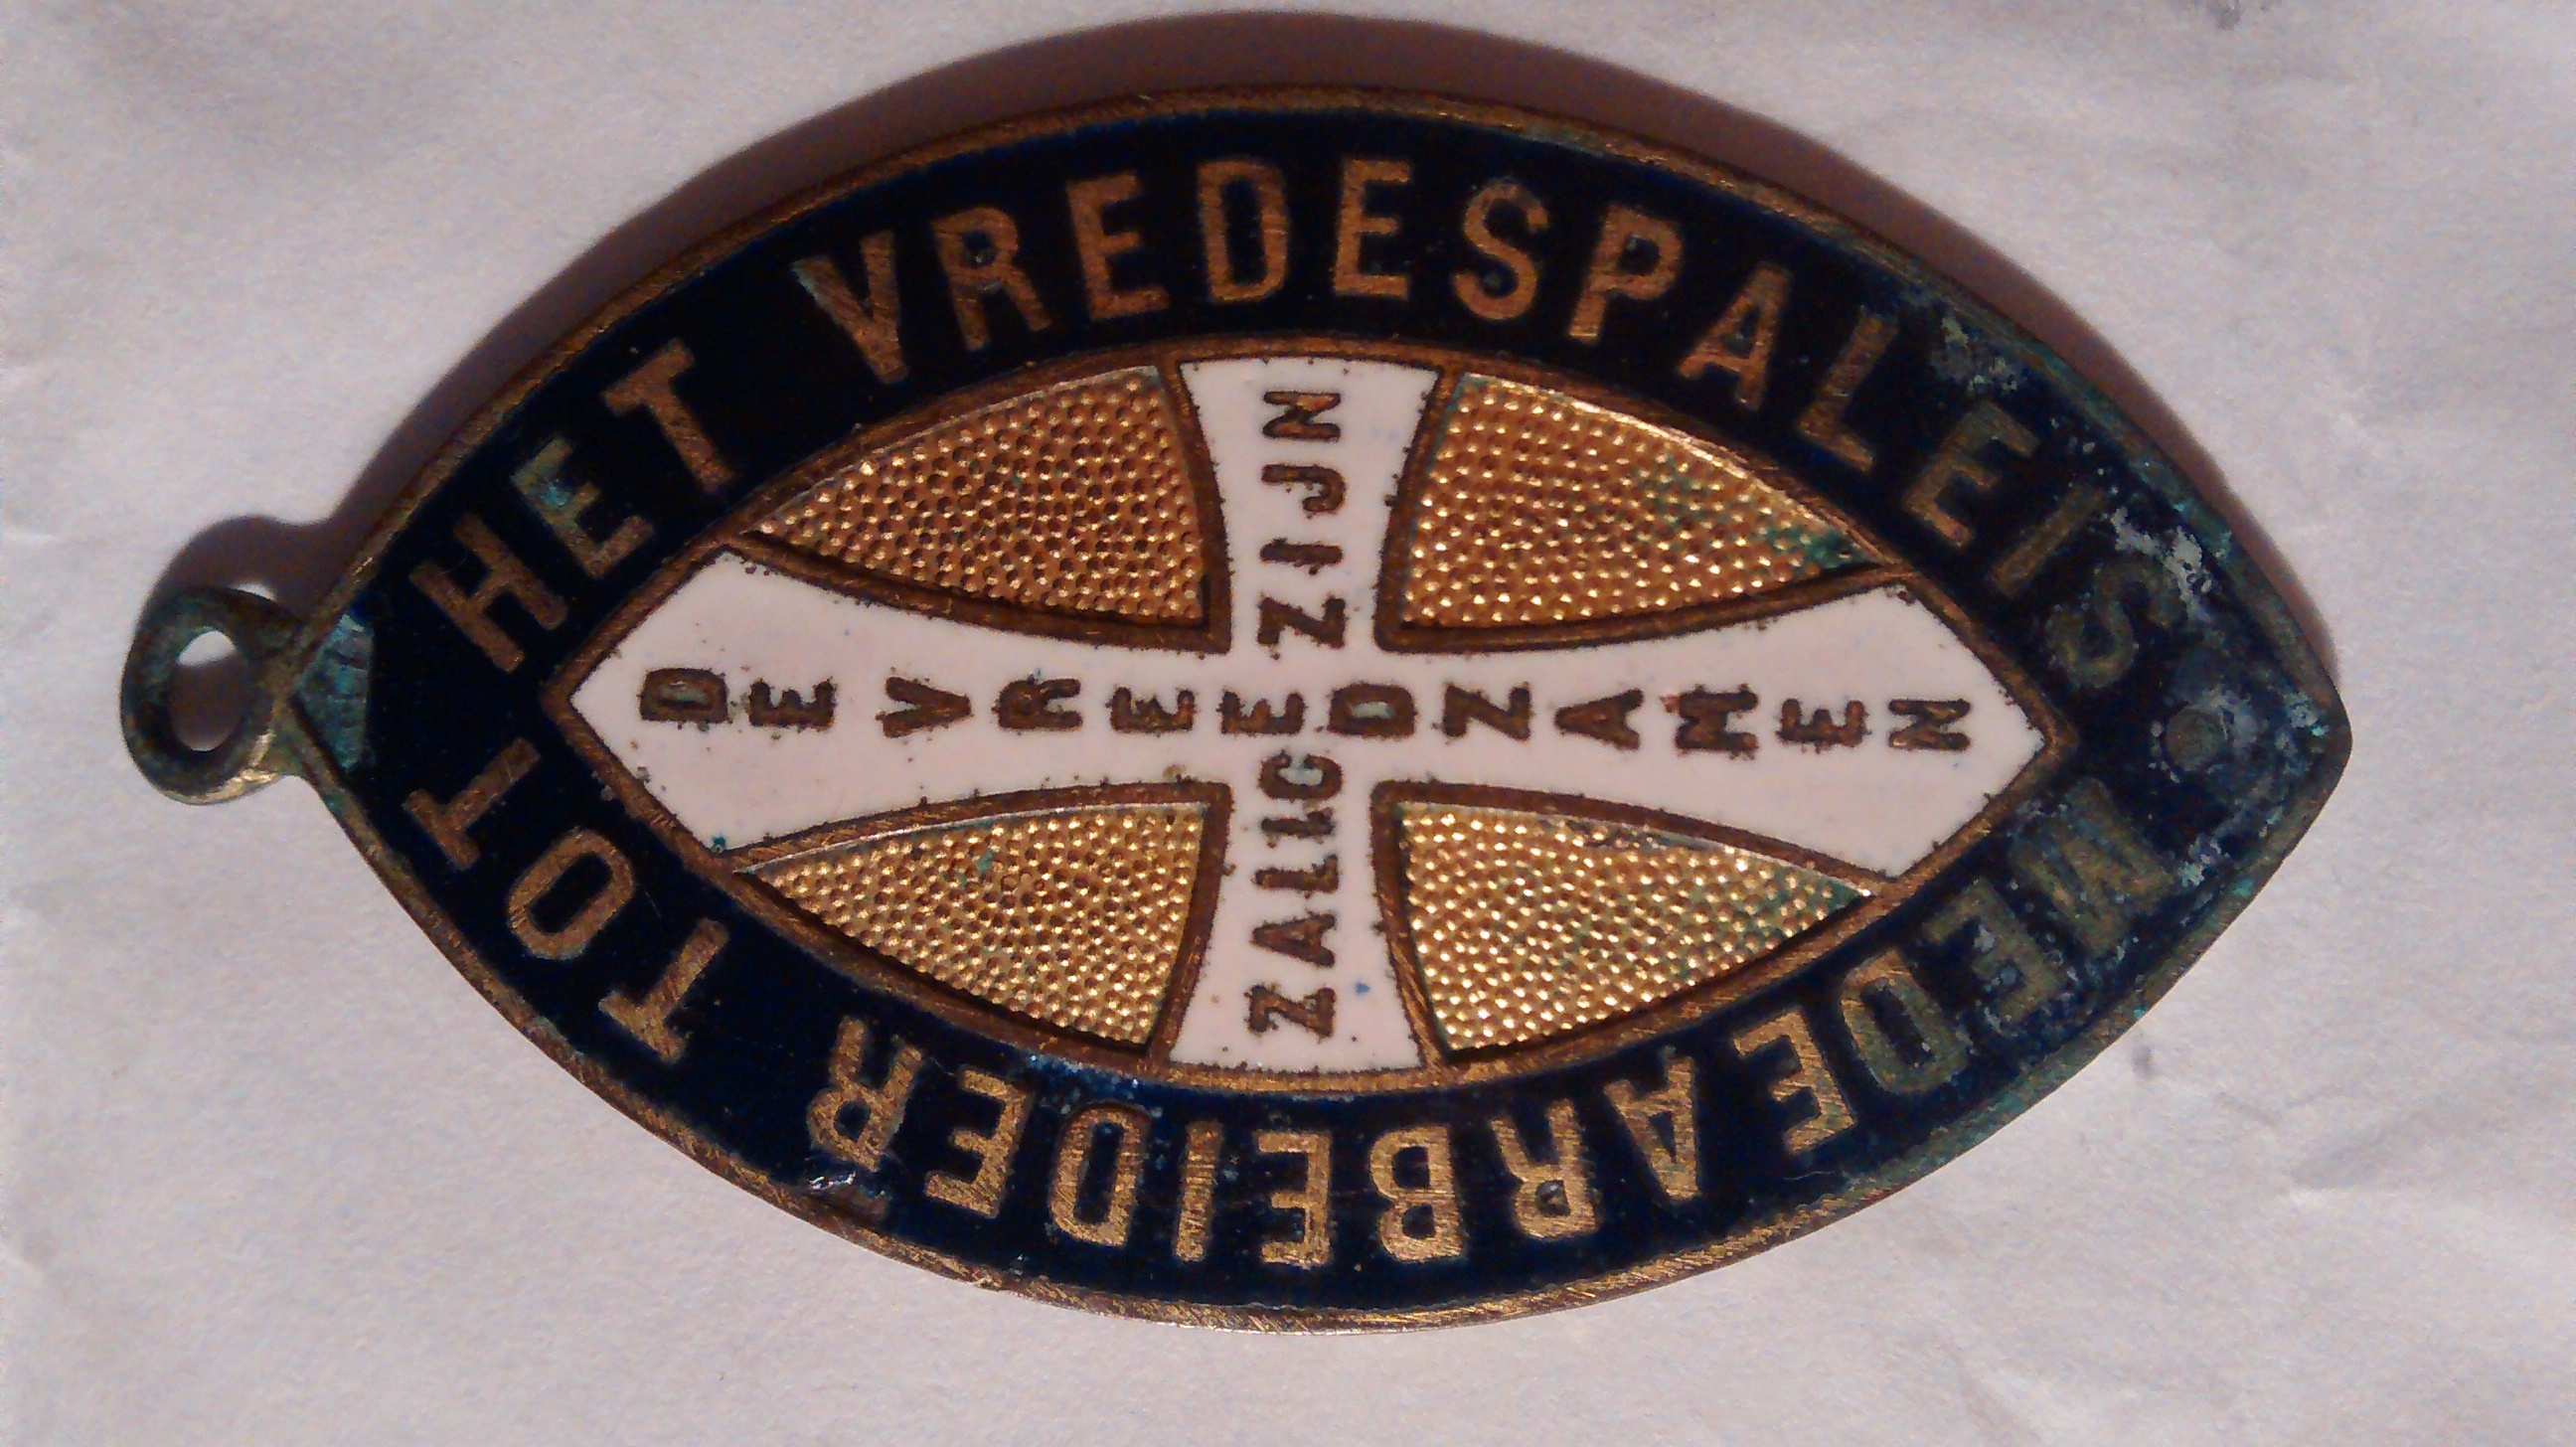 MEDEARBEIDER TOT HET VREDESPALEIS
ZALIG ZIJN
DE VREEDZAMEN